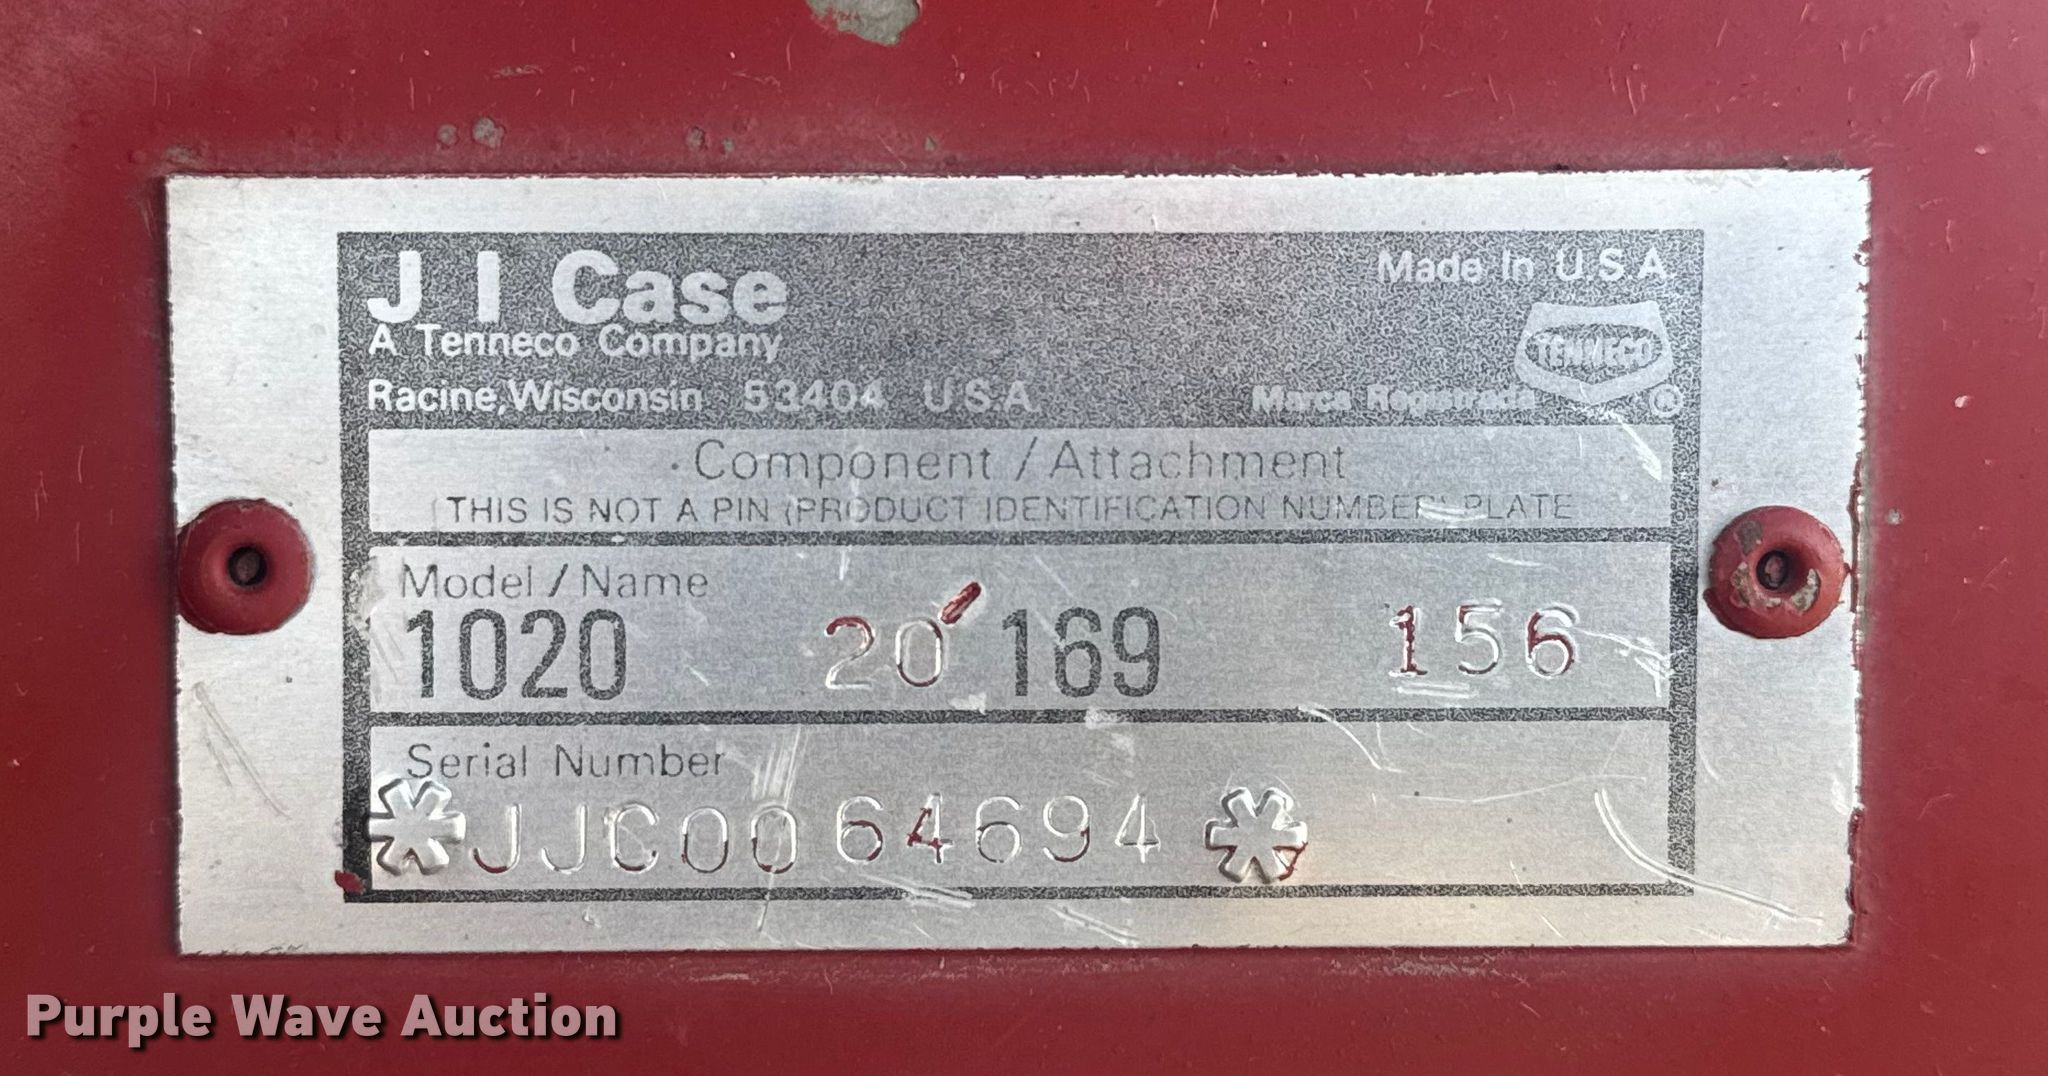 J I Case
A Tenneco Company
Racine, Wisconsin 53404 U.S.A.
Made In U.S.A.
TENNECO
Marca Registrada ®
Component / Attachment
(THIS IS NOT A PIN (PRODUCT IDENTIFICATION NUMBER) PLATE
Model / Name
1020 20' 169 156
Serial Number
*JJC0064694*
Purple Wave Auction